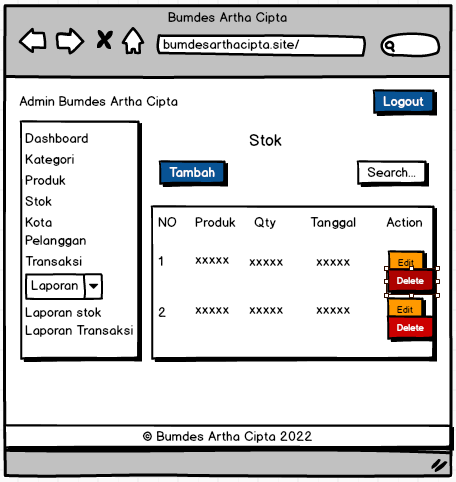 Bumdes Artha Cipta
bumdesarthacipta.site/
Admin Bumdes Artha Cipta
Logout
Dashboard
Kategori
Produk
Stok
Kota
Pelanggan
Transaksi
Laporan
Laporan stok
Laporan Transaksi
Stok
Tambah
Search...
NO Produk Qty Tanggal Action
1 xxxxx xxxxx xxxxx Edit
Delete
2 xxxxx xxxxx xxxxx Edit
Delete
© Bumdes Artha Cipta 2022